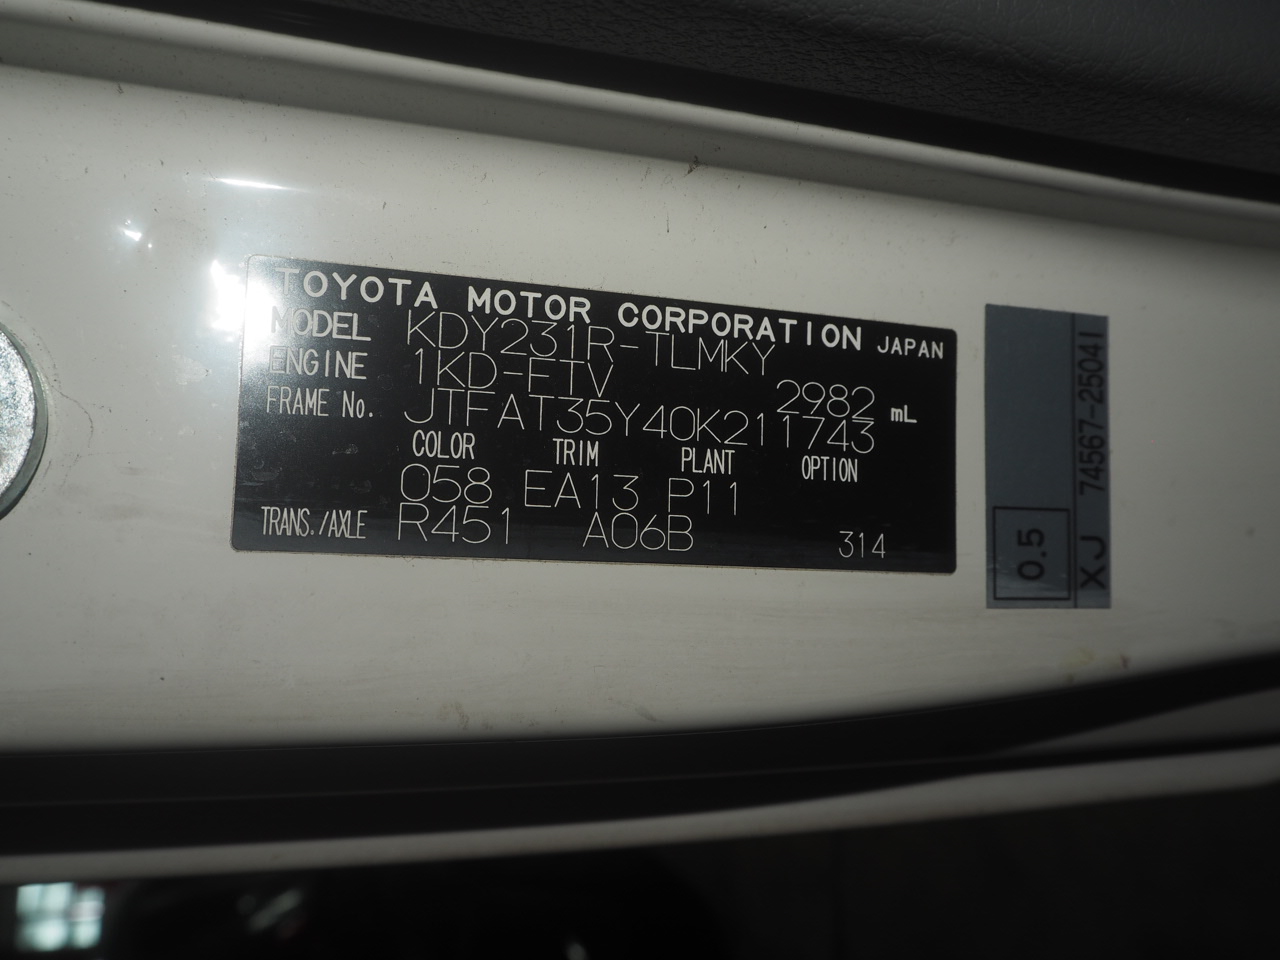 TOYOTA MOTOR CORPORATION JAPAN
MODEL KDY231R-TLMKY
ENGINE 1KD-FTV 2982 mL
FRAME No. JTFAT35Y40K211743
COLOR TRIM PLANT OPTION
058 EA13 P11
TRANS./AXLE R451 A06B 314
74567-25041
0.5 XJ